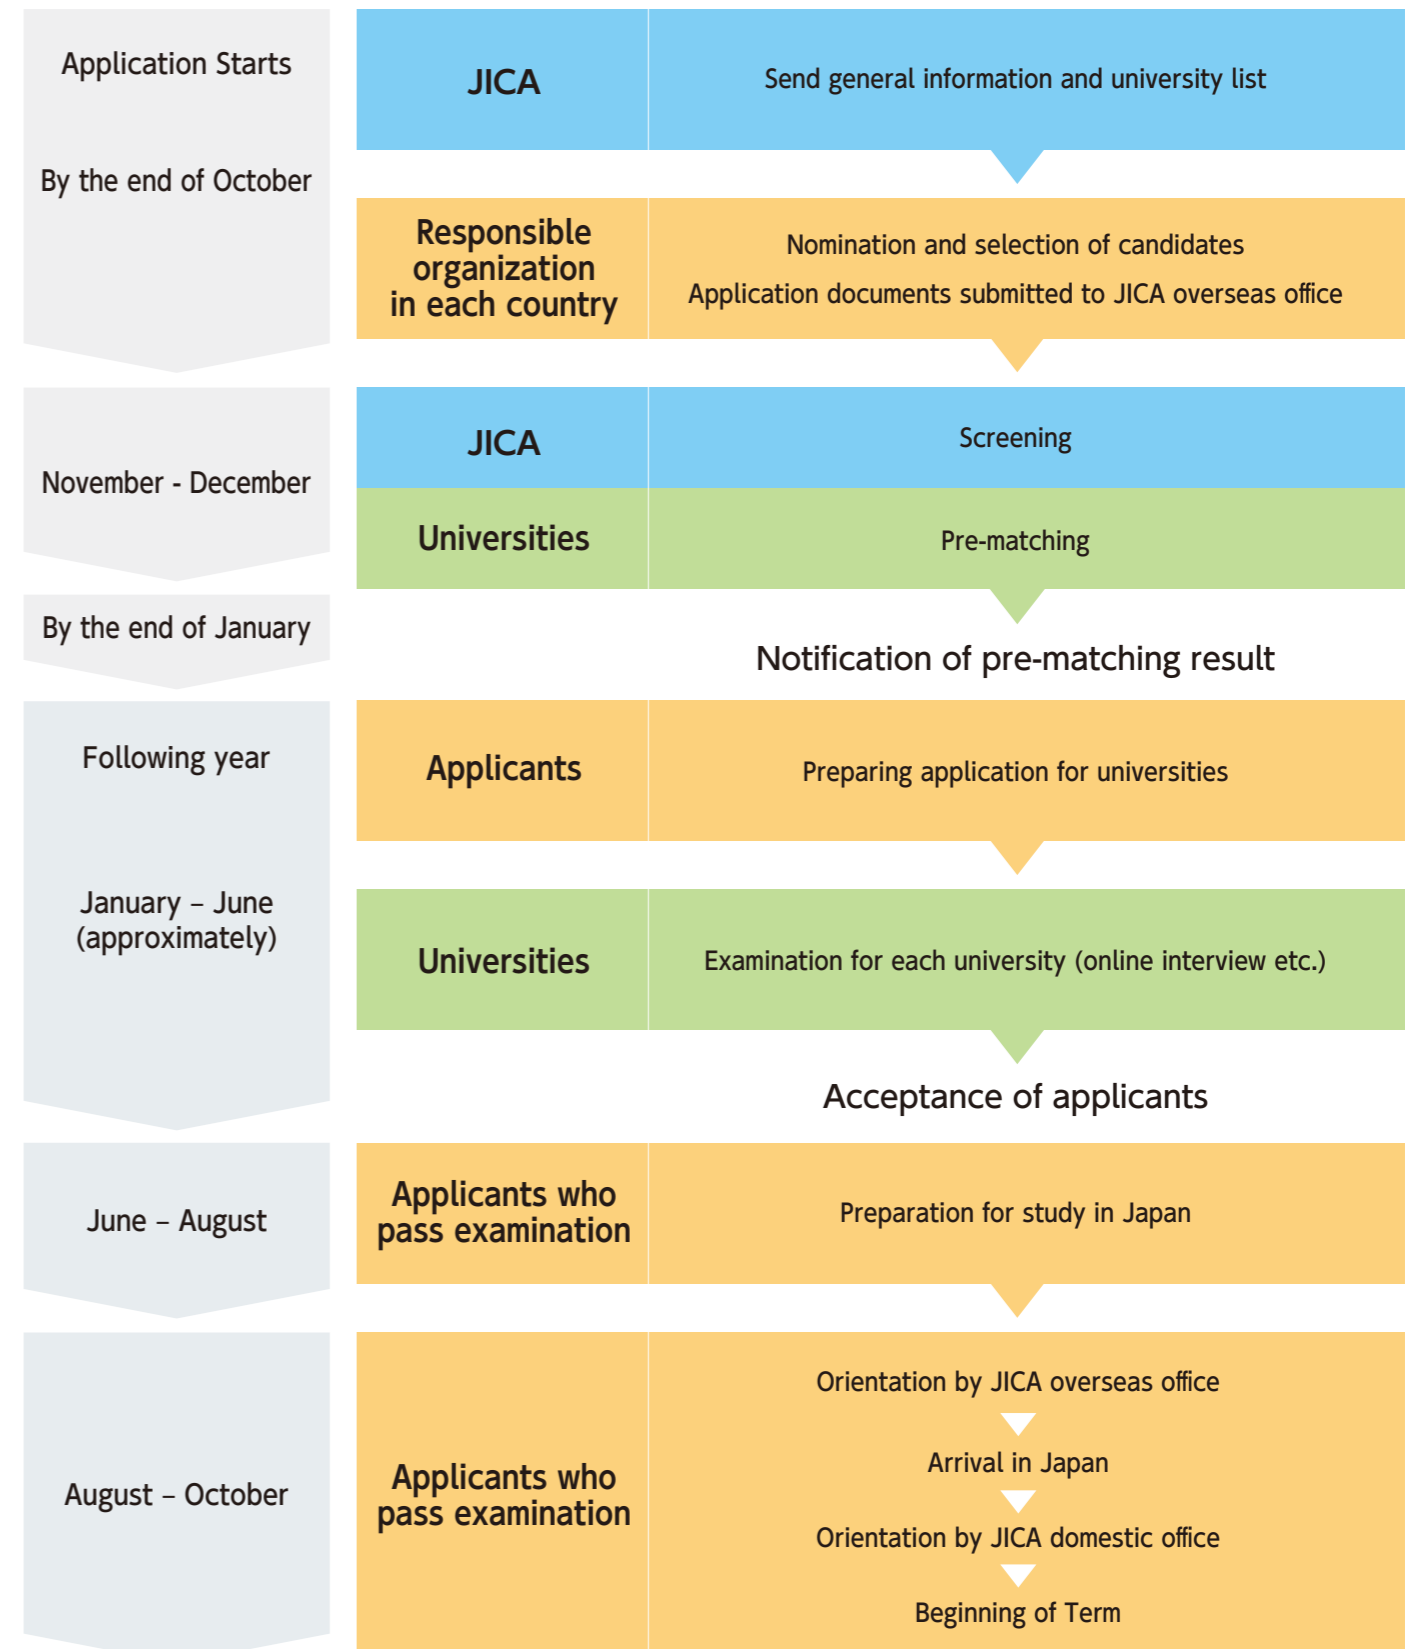 Application Starts
By the end of October
JICA
Send general information and university list
Responsible
organization
in each country
Nomination and selection of candidates
Application documents submitted to JICA overseas office
November - December
JICA
Screening
Universities
Pre-matching
By the end of January
Notification of pre-matching result
Following year
January – June
(approximately)
Applicants
Preparing application for universities
Universities
Examination for each university (online interview etc.)
Acceptance of applicants
June – August
Applicants who
pass examination
Preparation for study in Japan
August – October
Applicants who
pass examination
Orientation by JICA overseas office
Arrival in Japan
Orientation by JICA domestic office
Beginning of Term